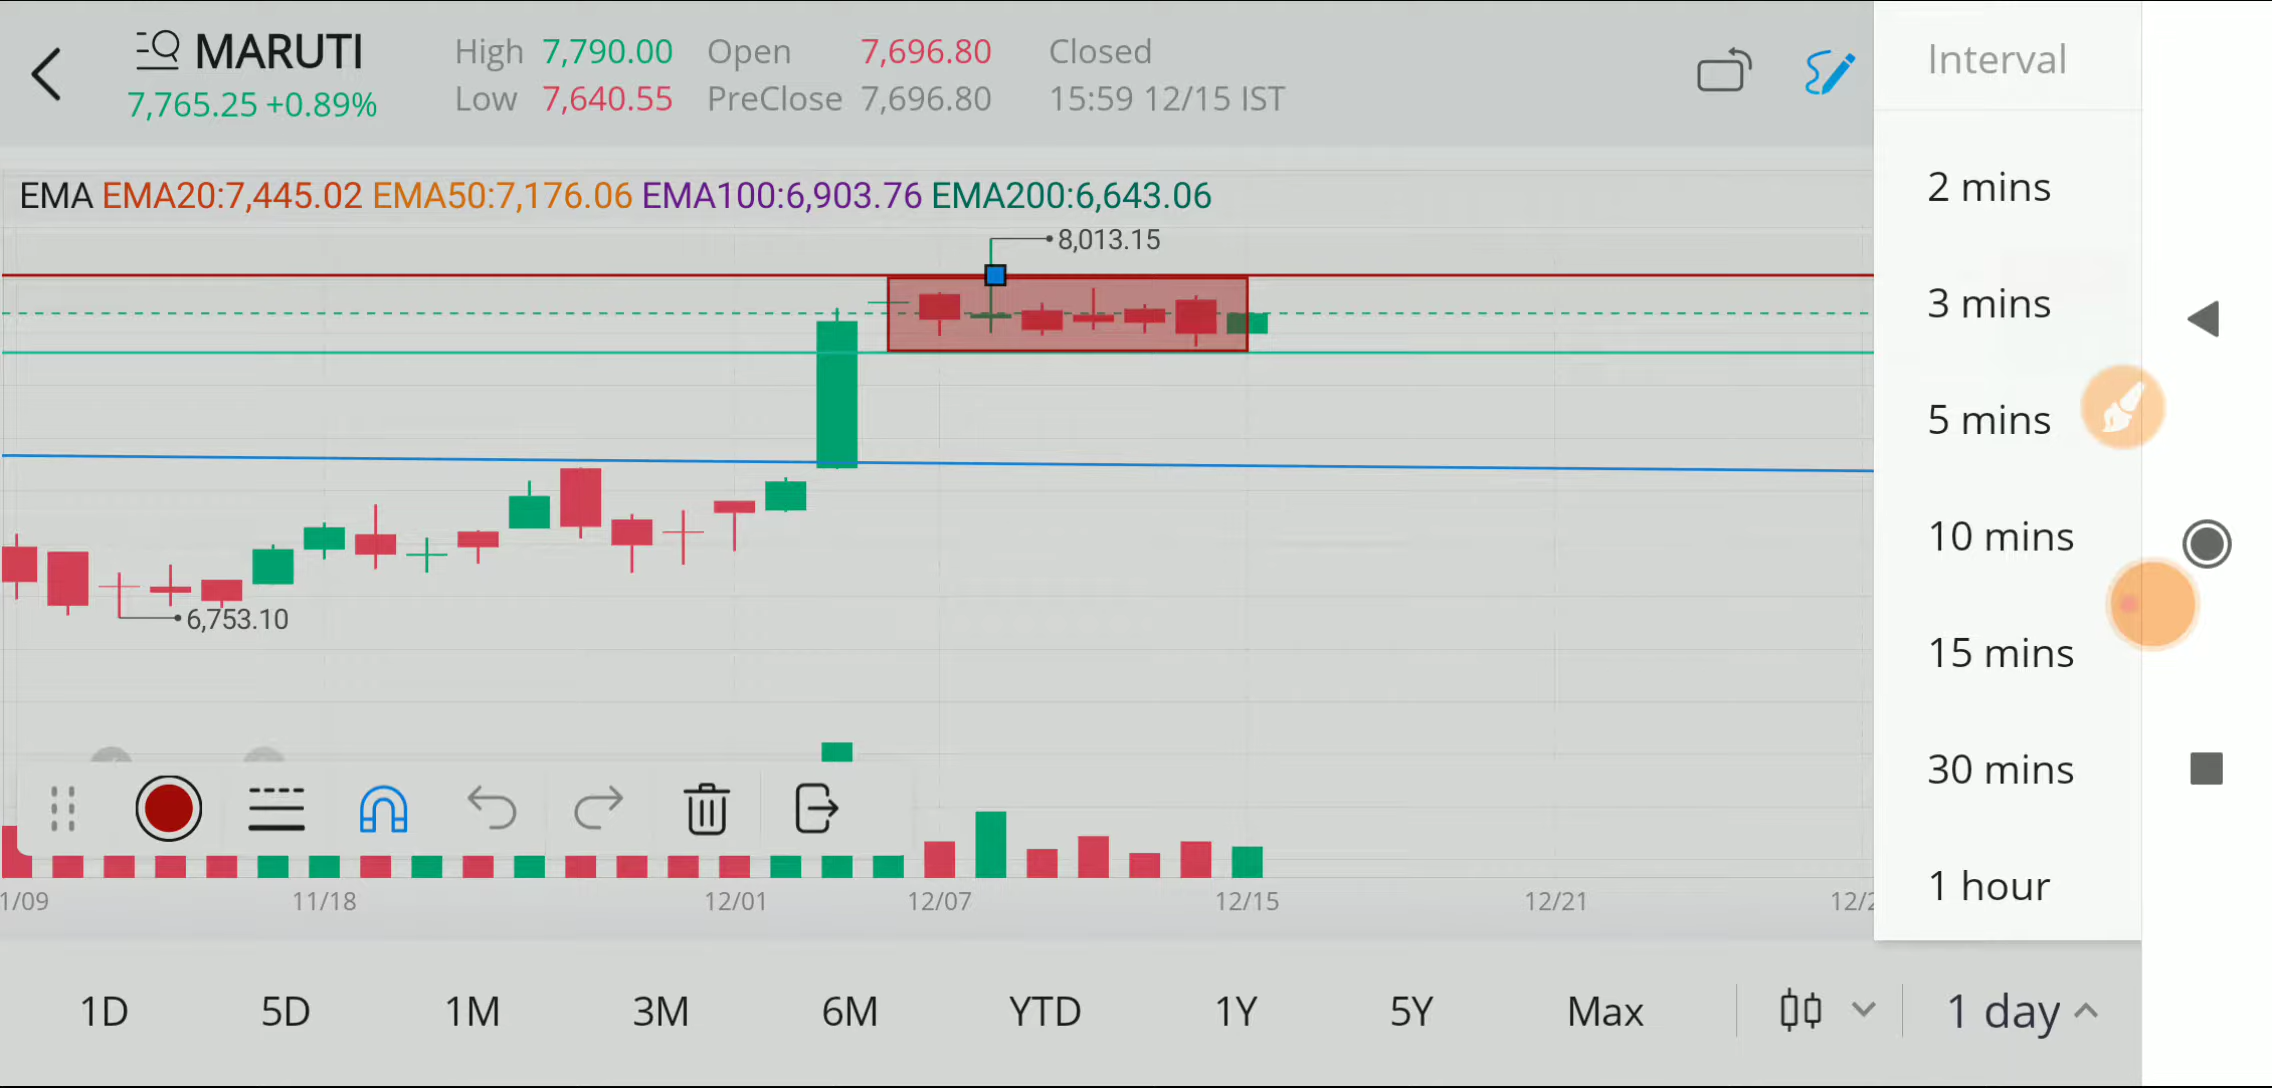 MARUTI
7,765.25 +0.89%
High 7,790.00 Open 7,696.80 Closed
Low 7,640.55 PreClose 7,696.80 15:59 12/15 IST
EMA EMA20:7,445.02 EMA50:7,176.06 EMA100:6,903.76 EMA200:6,643.06
8,013.15
6,753.10
1/09 11/18 12/01 12/07 12/15 12/21 12/2
Interval
2 mins
3 mins
5 mins
10 mins
15 mins
30 mins
1 hour
1D 5D 1M 3M 6M YTD 1Y 5Y Max 1 day